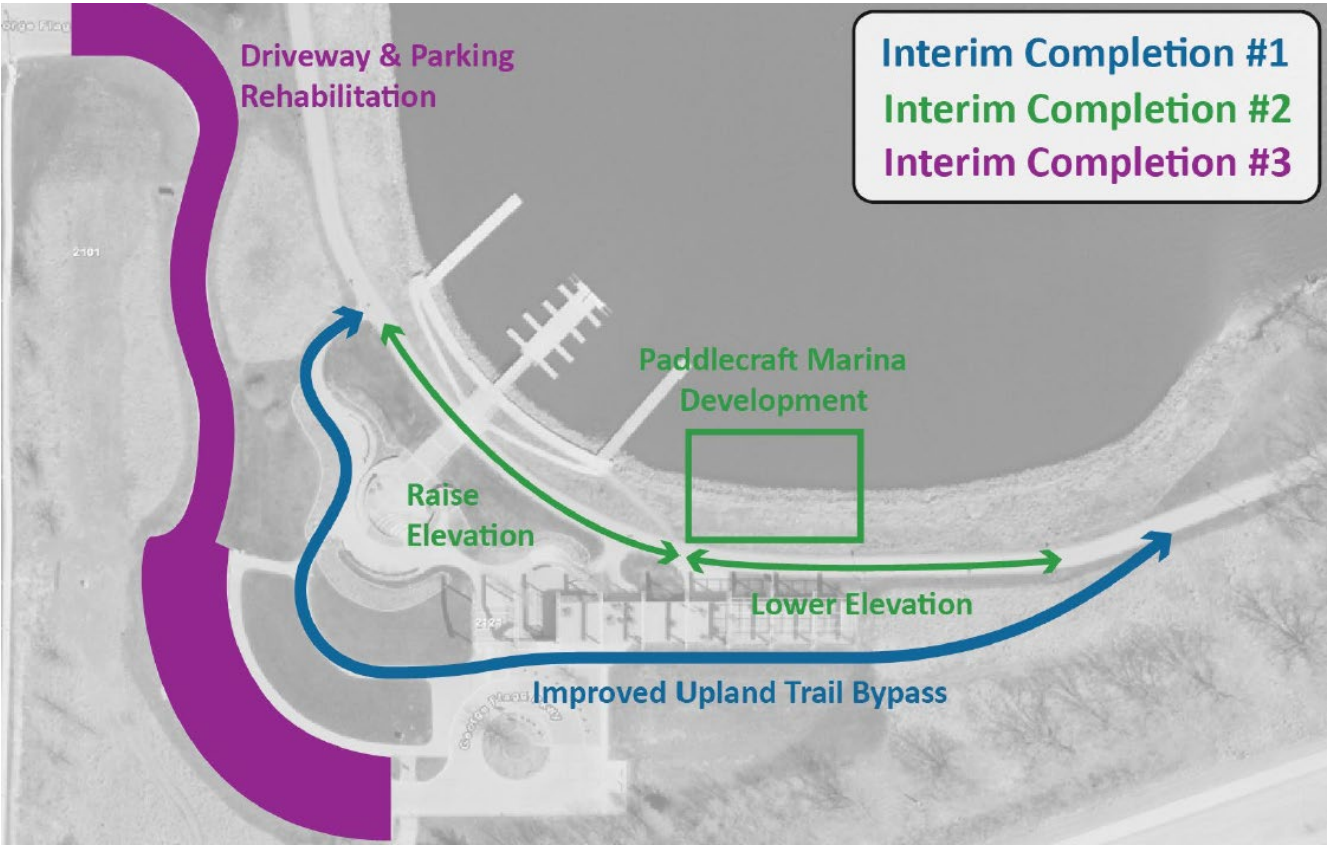 Driveway & Parking
Rehabilitation
Interim Completion #1
Interim Completion #2
Interim Completion #3
2101
Paddlecraft Marina
Development
Raise
Elevation
Lower Elevation
2121
Improved Upland Trail Bypass